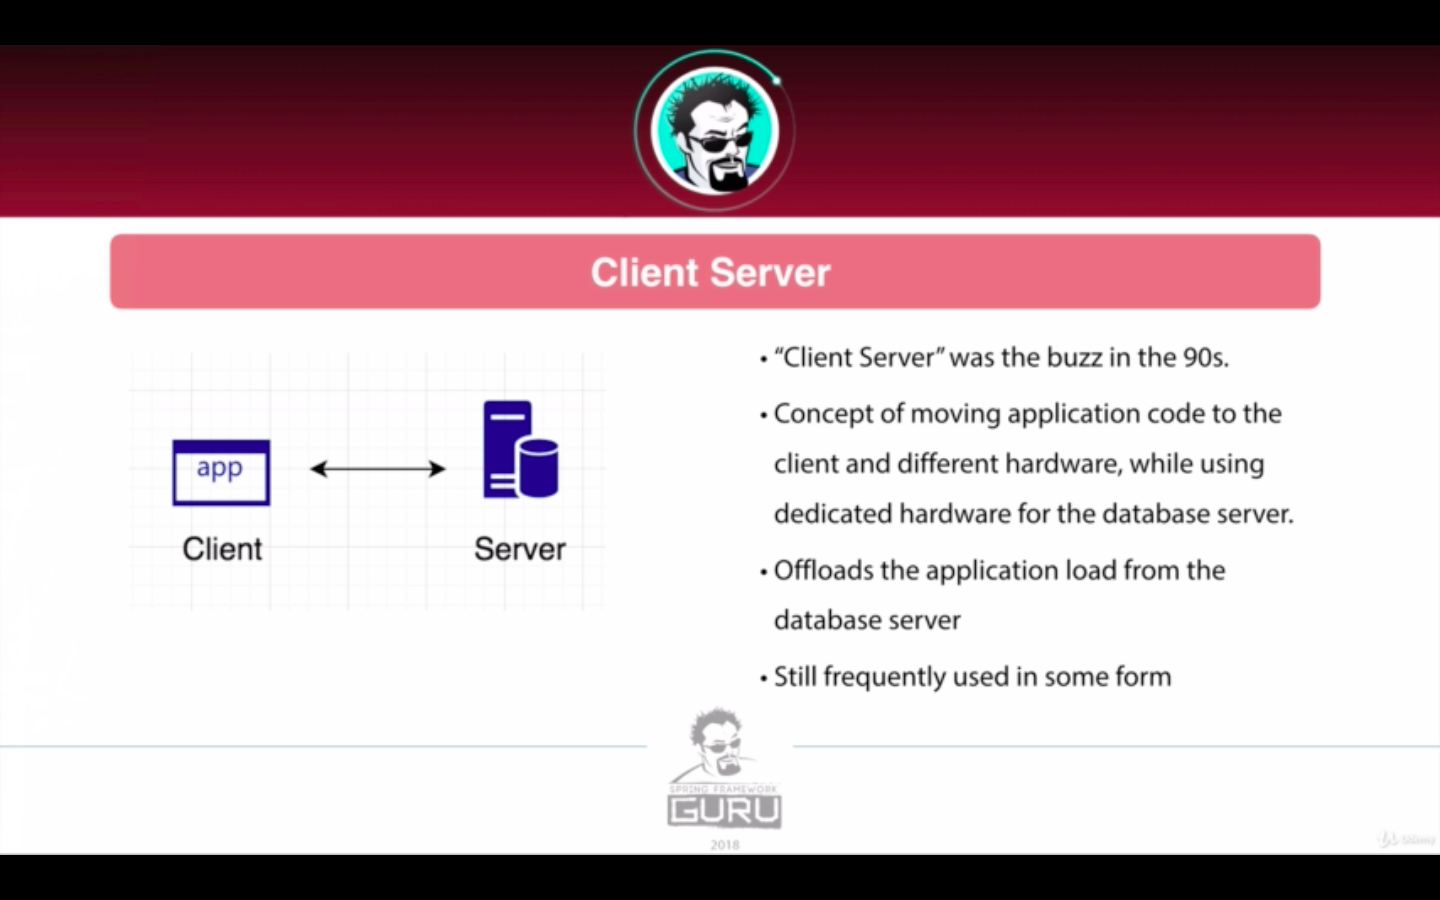 Client Server
app
Client
Server
• “Client Server” was the buzz in the 90s.
• Concept of moving application code to the
client and different hardware, while using
dedicated hardware for the database server.
• Offloads the application load from the
database server
• Still frequently used in some form
SPRING FRAMEWORK
GURU
2018
Udemy